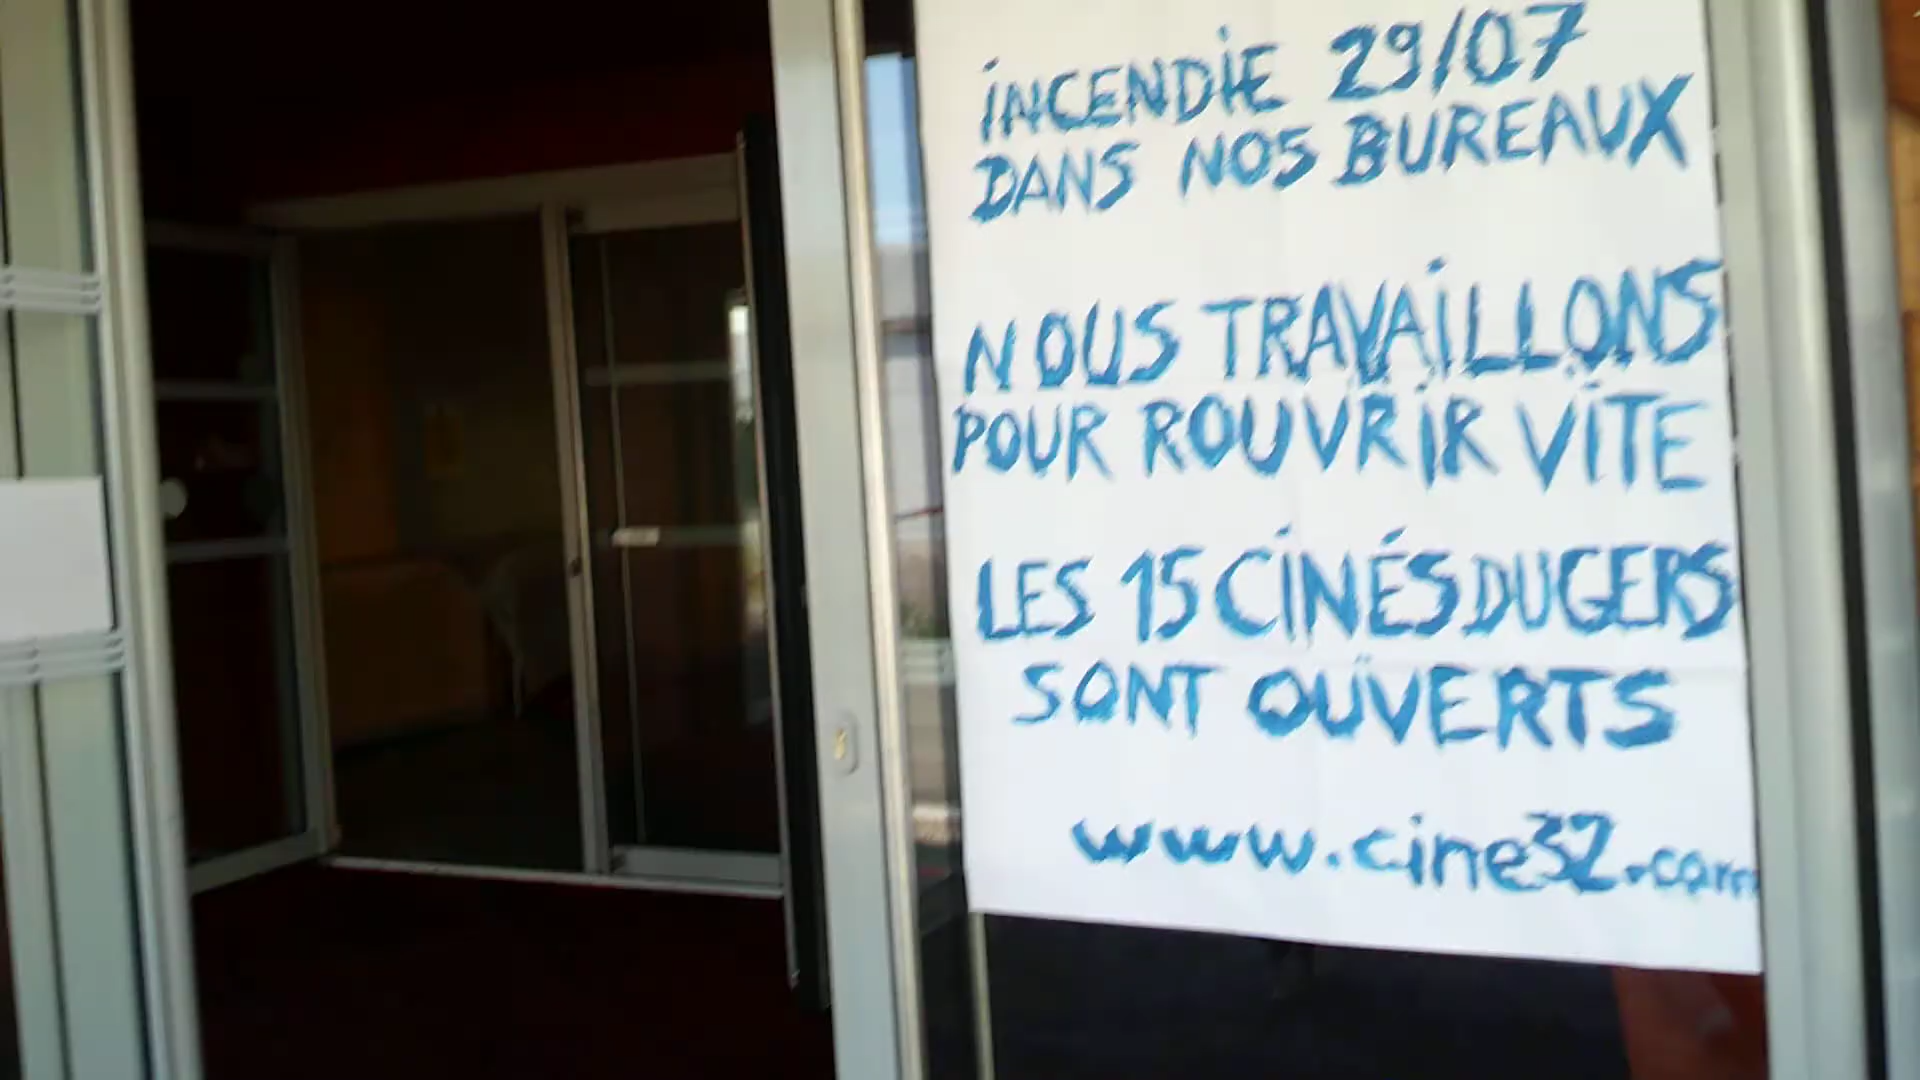 INCENDIE 29/07
DANS NOS BUREAUX
NOUS TRAVAILLONS
POUR ROUVRIR VITE
LES 15 CINÉS DU GERS
SONT OUVERTS
www.cine32.com